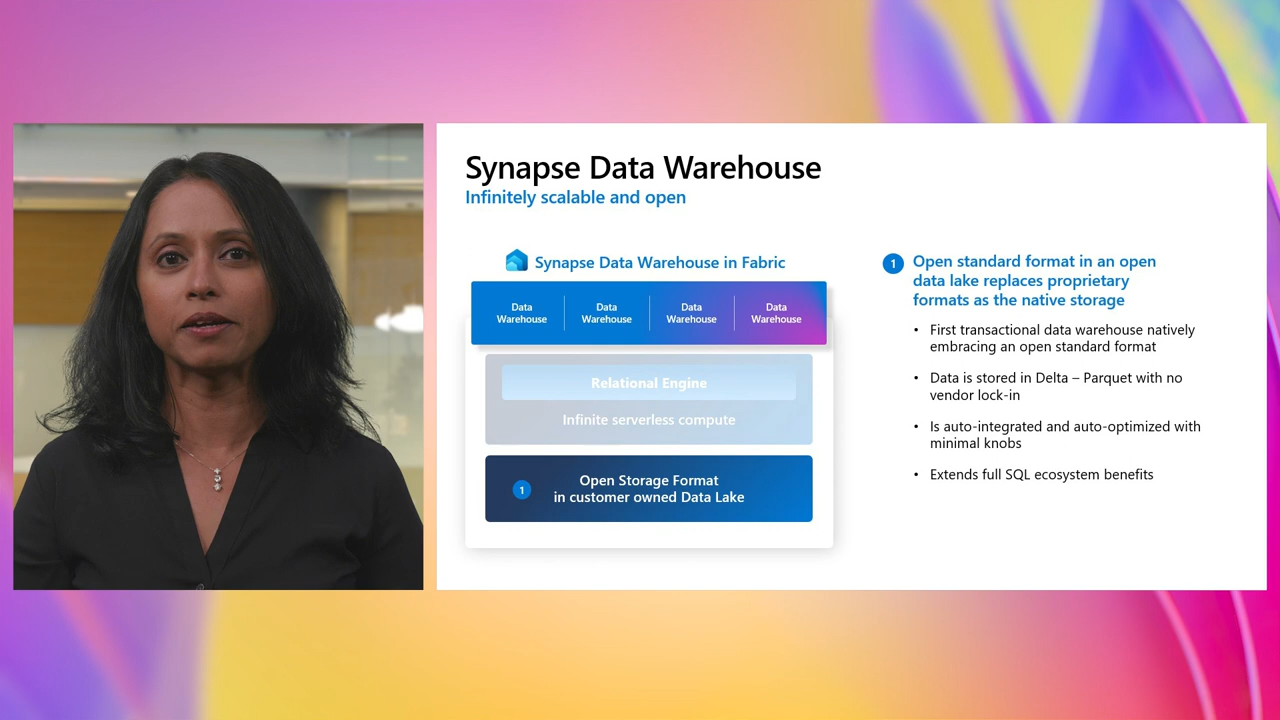 Synapse Data Warehouse
Infinitely scalable and open
Synapse Data Warehouse in Fabric
Data Warehouse
Data Warehouse
Data Warehouse
Data Warehouse
Relational Engine
Infinite serverless compute
1
Open Storage Format
in customer owned Data Lake
1
Open standard format in an open
data lake replaces proprietary
formats as the native storage
• First transactional data warehouse natively
embracing an open standard format
• Data is stored in Delta – Parquet with no
vendor lock-in
• Is auto-integrated and auto-optimized with
minimal knobs
• Extends full SQL ecosystem benefits